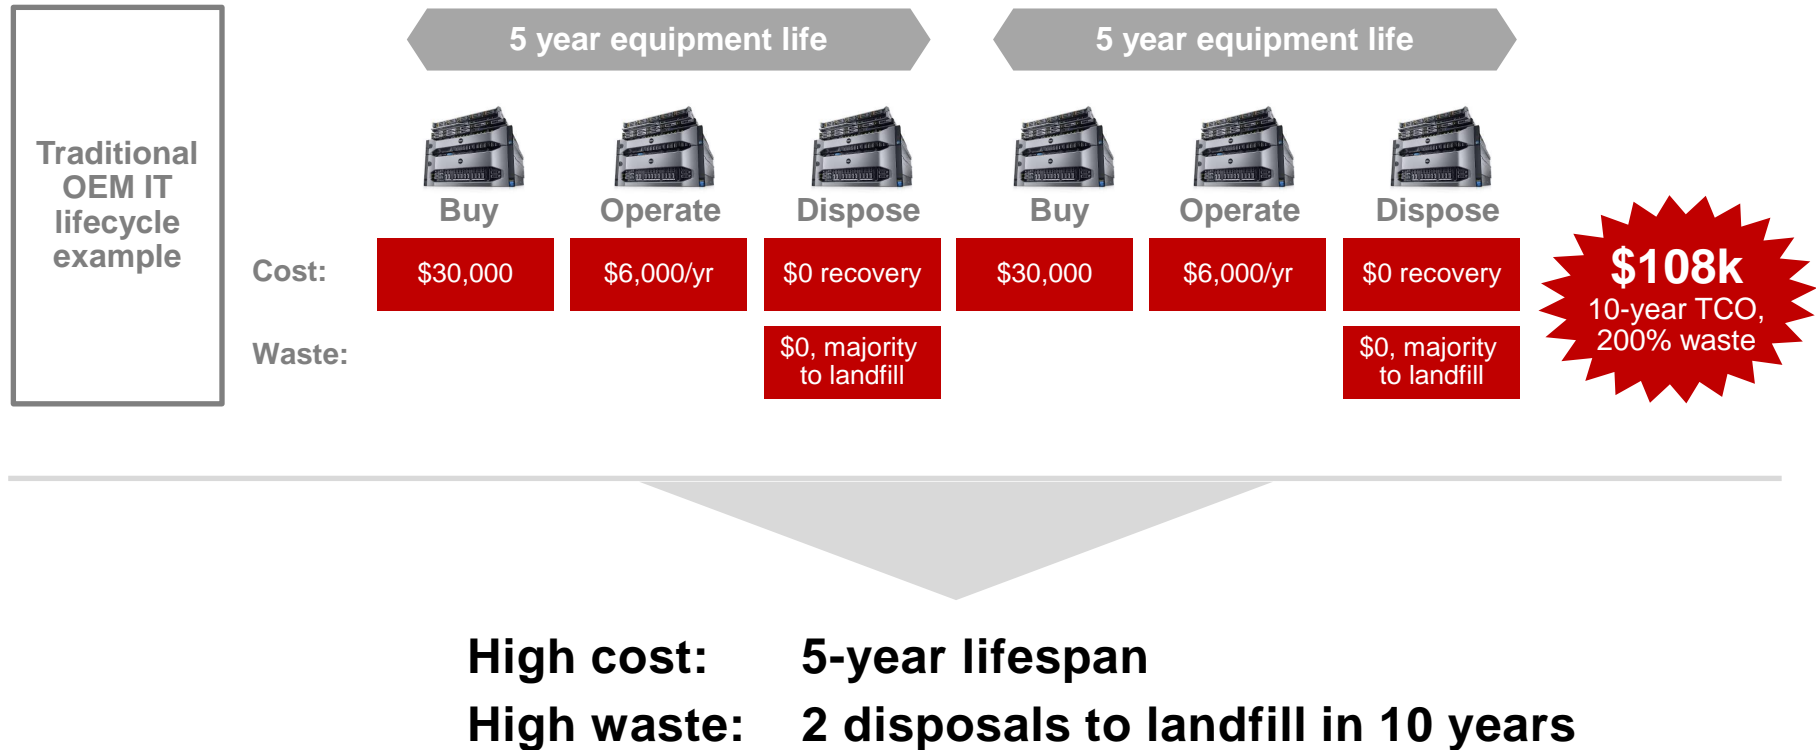 5 year equipment life
5 year equipment life
Traditional
OEM IT
lifecycle
example
Buy
Operate
Dispose
Buy
Operate
Dispose
Cost:
$30,000
$6,000/yr
$0 recovery
$30,000
$6,000/yr
$0 recovery
$108k
10-year TCO,
200% waste
Waste:
$0, majority
to landfill
$0, majority
to landfill
High cost: 5-year lifespan
High waste: 2 disposals to landfill in 10 years